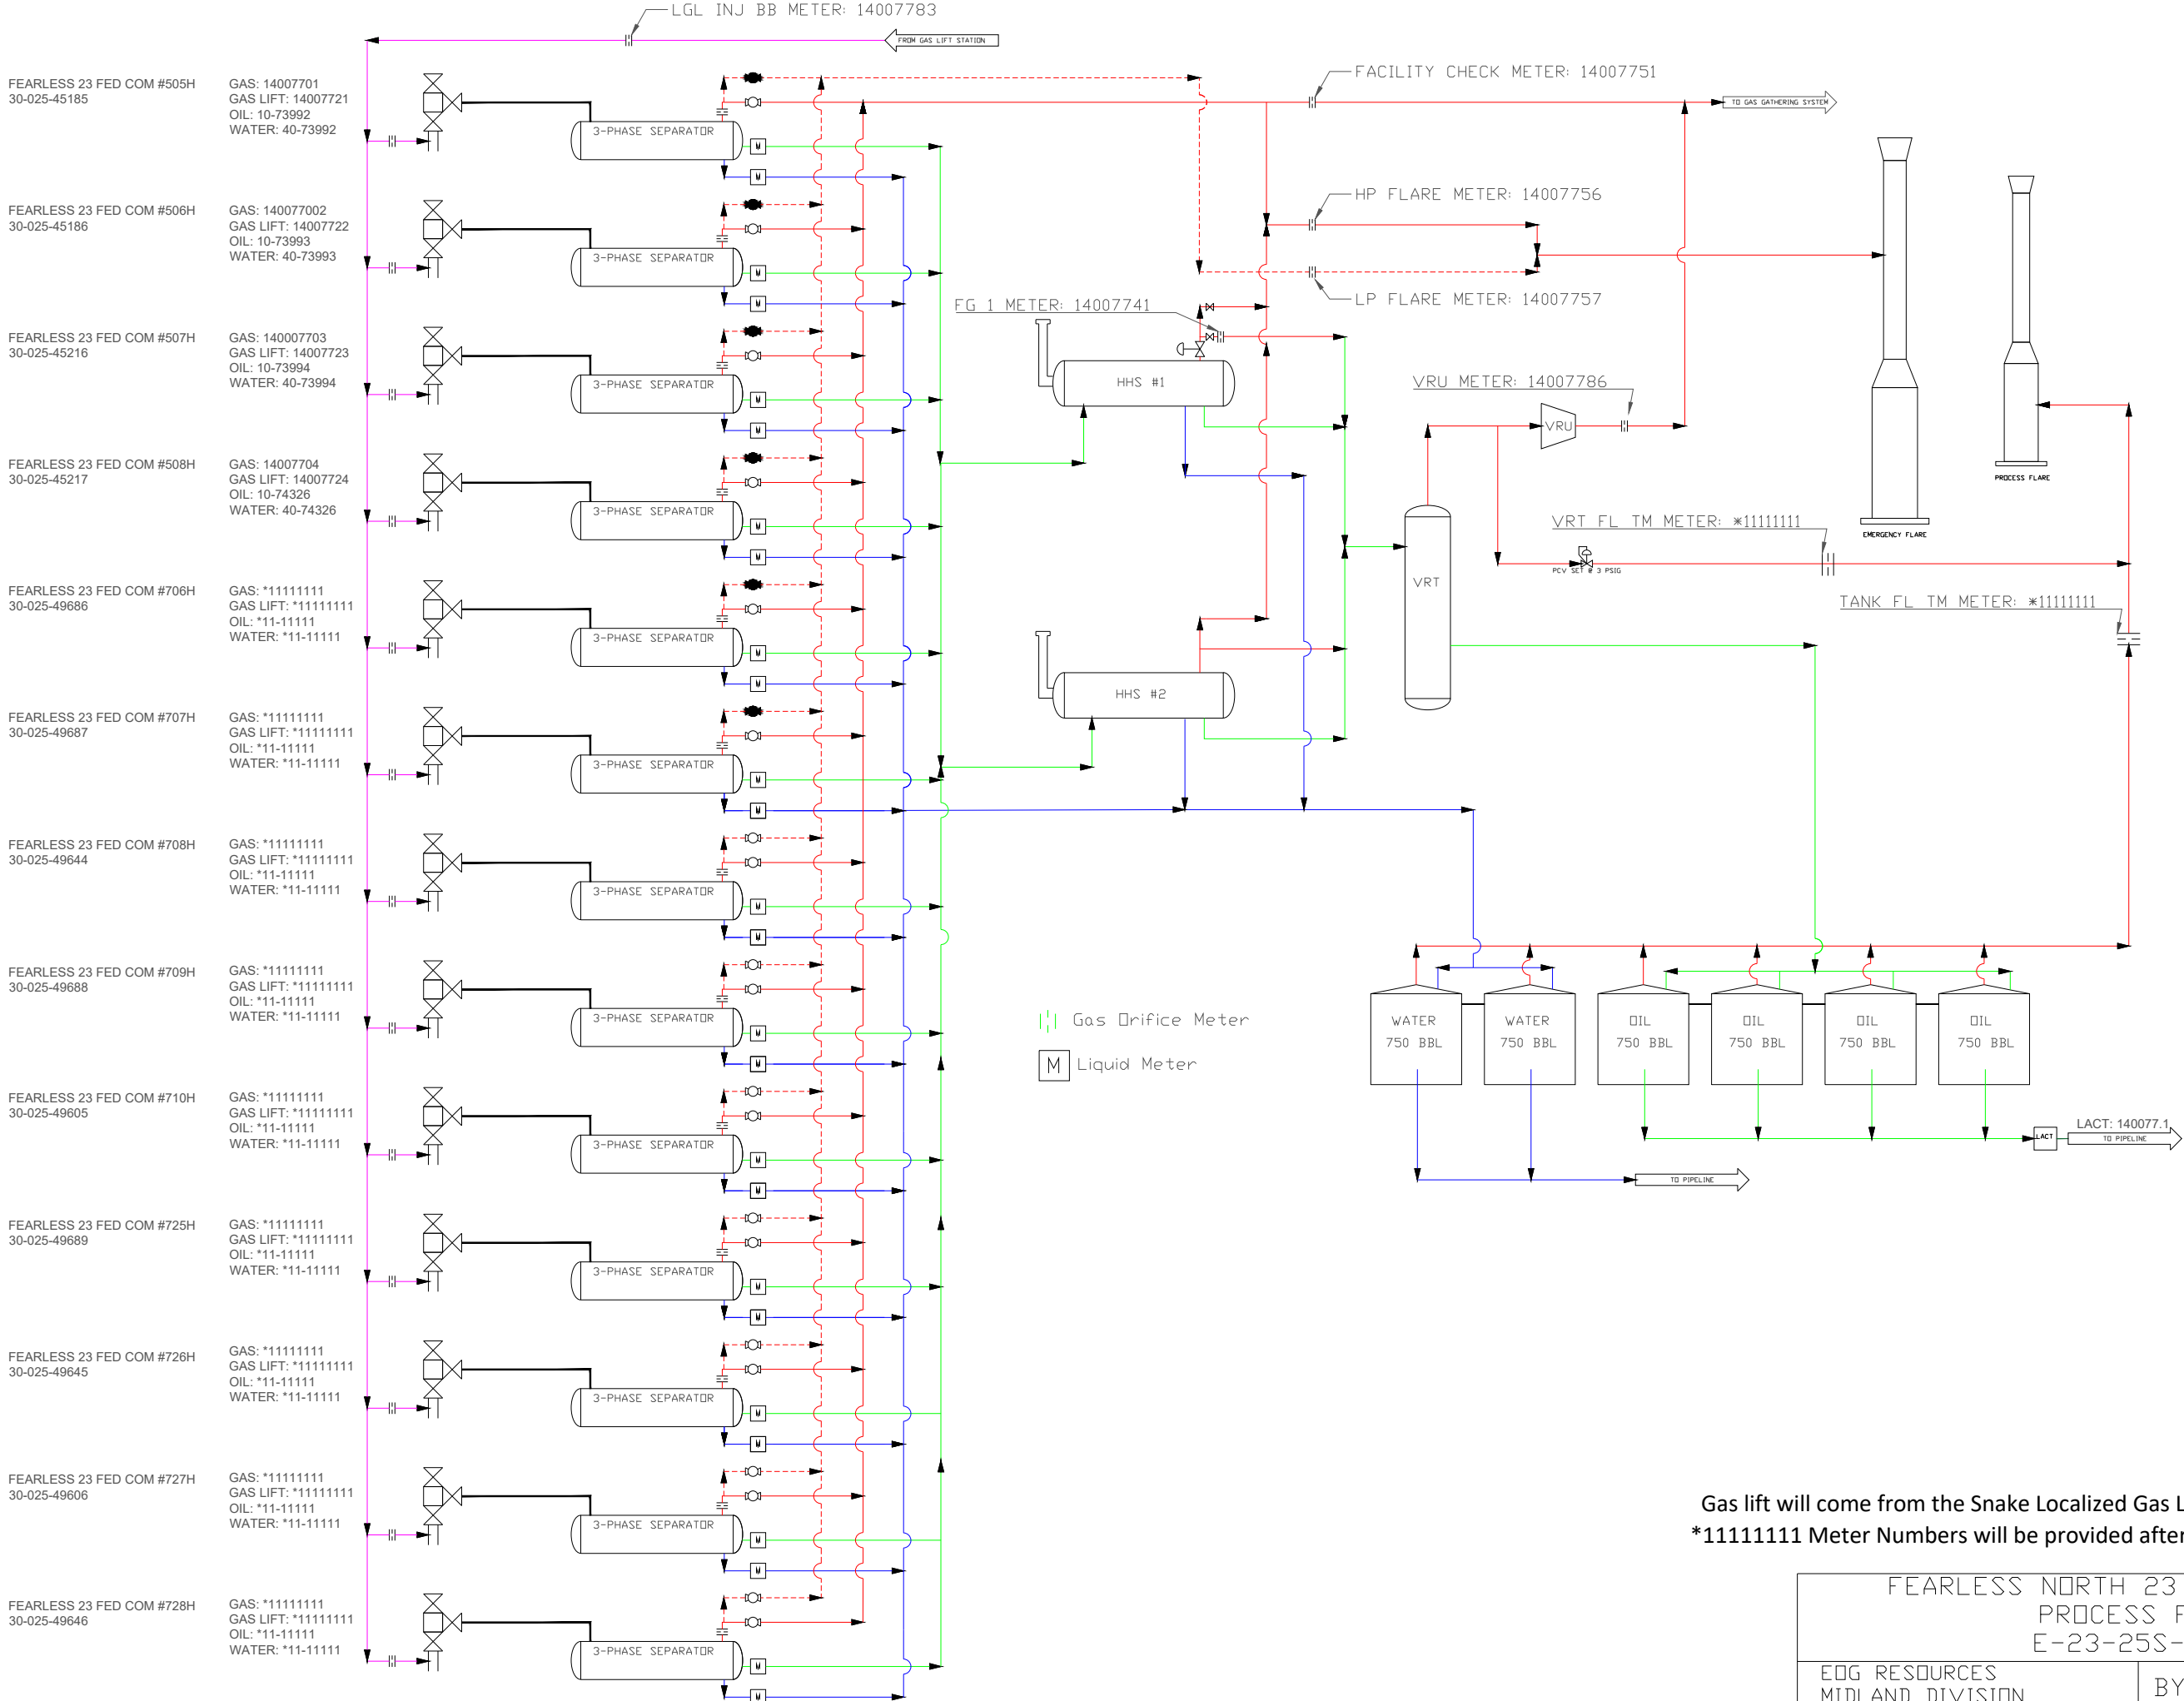 LGL INJ BB METER: 14007783
FROM GAS LIFT STATION
FEARLESS 23 FED COM #505H
30-025-45185
GAS: 14007701
GAS LIFT: 14007721
OIL: 10-73992
WATER: 40-73992
3-PHASE SEPARATOR
M
M
FACILITY CHECK METER: 14007751
TO GAS GATHERING SYSTEM
FEARLESS 23 FED COM #506H
30-025-45186
GAS: 140077002
GAS LIFT: 14007722
OIL: 10-73993
WATER: 40-73993
3-PHASE SEPARATOR
M
M
HP FLARE METER: 14007756
LP FLARE METER: 14007757
FG 1 METER: 14007741
FEARLESS 23 FED COM #507H
30-025-45216
GAS: 140007703
GAS LIFT: 14007723
OIL: 10-73994
WATER: 40-73994
3-PHASE SEPARATOR
M
M
HHS #1
VRU METER: 14007786
VRU
FEARLESS 23 FED COM #508H
30-025-45217
GAS: 14007704
GAS LIFT: 14007724
OIL: 10-74326
WATER: 40-74326
3-PHASE SEPARATOR
M
M
PROCESS FLARE
EMERGENCY FLARE
VRT FL TM METER: *11111111
PCV SET @ 3 PSIG
VRT
TANK FL TM METER: *11111111
FEARLESS 23 FED COM #706H
30-025-49686
GAS: *11111111
GAS LIFT: *11111111
OIL: *11-11111
WATER: *11-11111
3-PHASE SEPARATOR
M
M
HHS #2
FEARLESS 23 FED COM #707H
30-025-49687
GAS: *11111111
GAS LIFT: *11111111
OIL: *11-11111
WATER: *11-11111
3-PHASE SEPARATOR
M
M
FEARLESS 23 FED COM #708H
30-025-49644
GAS: *11111111
GAS LIFT: *11111111
OIL: *11-11111
WATER: *11-11111
3-PHASE SEPARATOR
M
M
FEARLESS 23 FED COM #709H
30-025-49688
GAS: *11111111
GAS LIFT: *11111111
OIL: *11-11111
WATER: *11-11111
3-PHASE SEPARATOR
M
M
Gas Orifice Meter
M Liquid Meter
WATER
750 BBL
WATER
750 BBL
OIL
750 BBL
OIL
750 BBL
OIL
750 BBL
OIL
750 BBL
LACT
LACT: 140077.1
TO PIPELINE
TO PIPELINE
FEARLESS 23 FED COM #710H
30-025-49605
GAS: *11111111
GAS LIFT: *11111111
OIL: *11-11111
WATER: *11-11111
3-PHASE SEPARATOR
M
M
FEARLESS 23 FED COM #725H
30-025-49689
GAS: *11111111
GAS LIFT: *11111111
OIL: *11-11111
WATER: *11-11111
3-PHASE SEPARATOR
M
M
FEARLESS 23 FED COM #726H
30-025-49645
GAS: *11111111
GAS LIFT: *11111111
OIL: *11-11111
WATER: *11-11111
3-PHASE SEPARATOR
M
M
FEARLESS 23 FED COM #727H
30-025-49606
GAS: *11111111
GAS LIFT: *11111111
OIL: *11-11111
WATER: *11-11111
3-PHASE SEPARATOR
M
M
FEARLESS 23 FED COM #728H
30-025-49646
GAS: *11111111
GAS LIFT: *11111111
OIL: *11-11111
WATER: *11-11111
3-PHASE SEPARATOR
M
M
Gas lift will come from the Snake Localized Gas L
*11111111 Meter Numbers will be provided after
FEARLESS NORTH 23
PROCESS F
E-23-25S-
EOG RESOURCES
MIDLAND DIVISION
BY